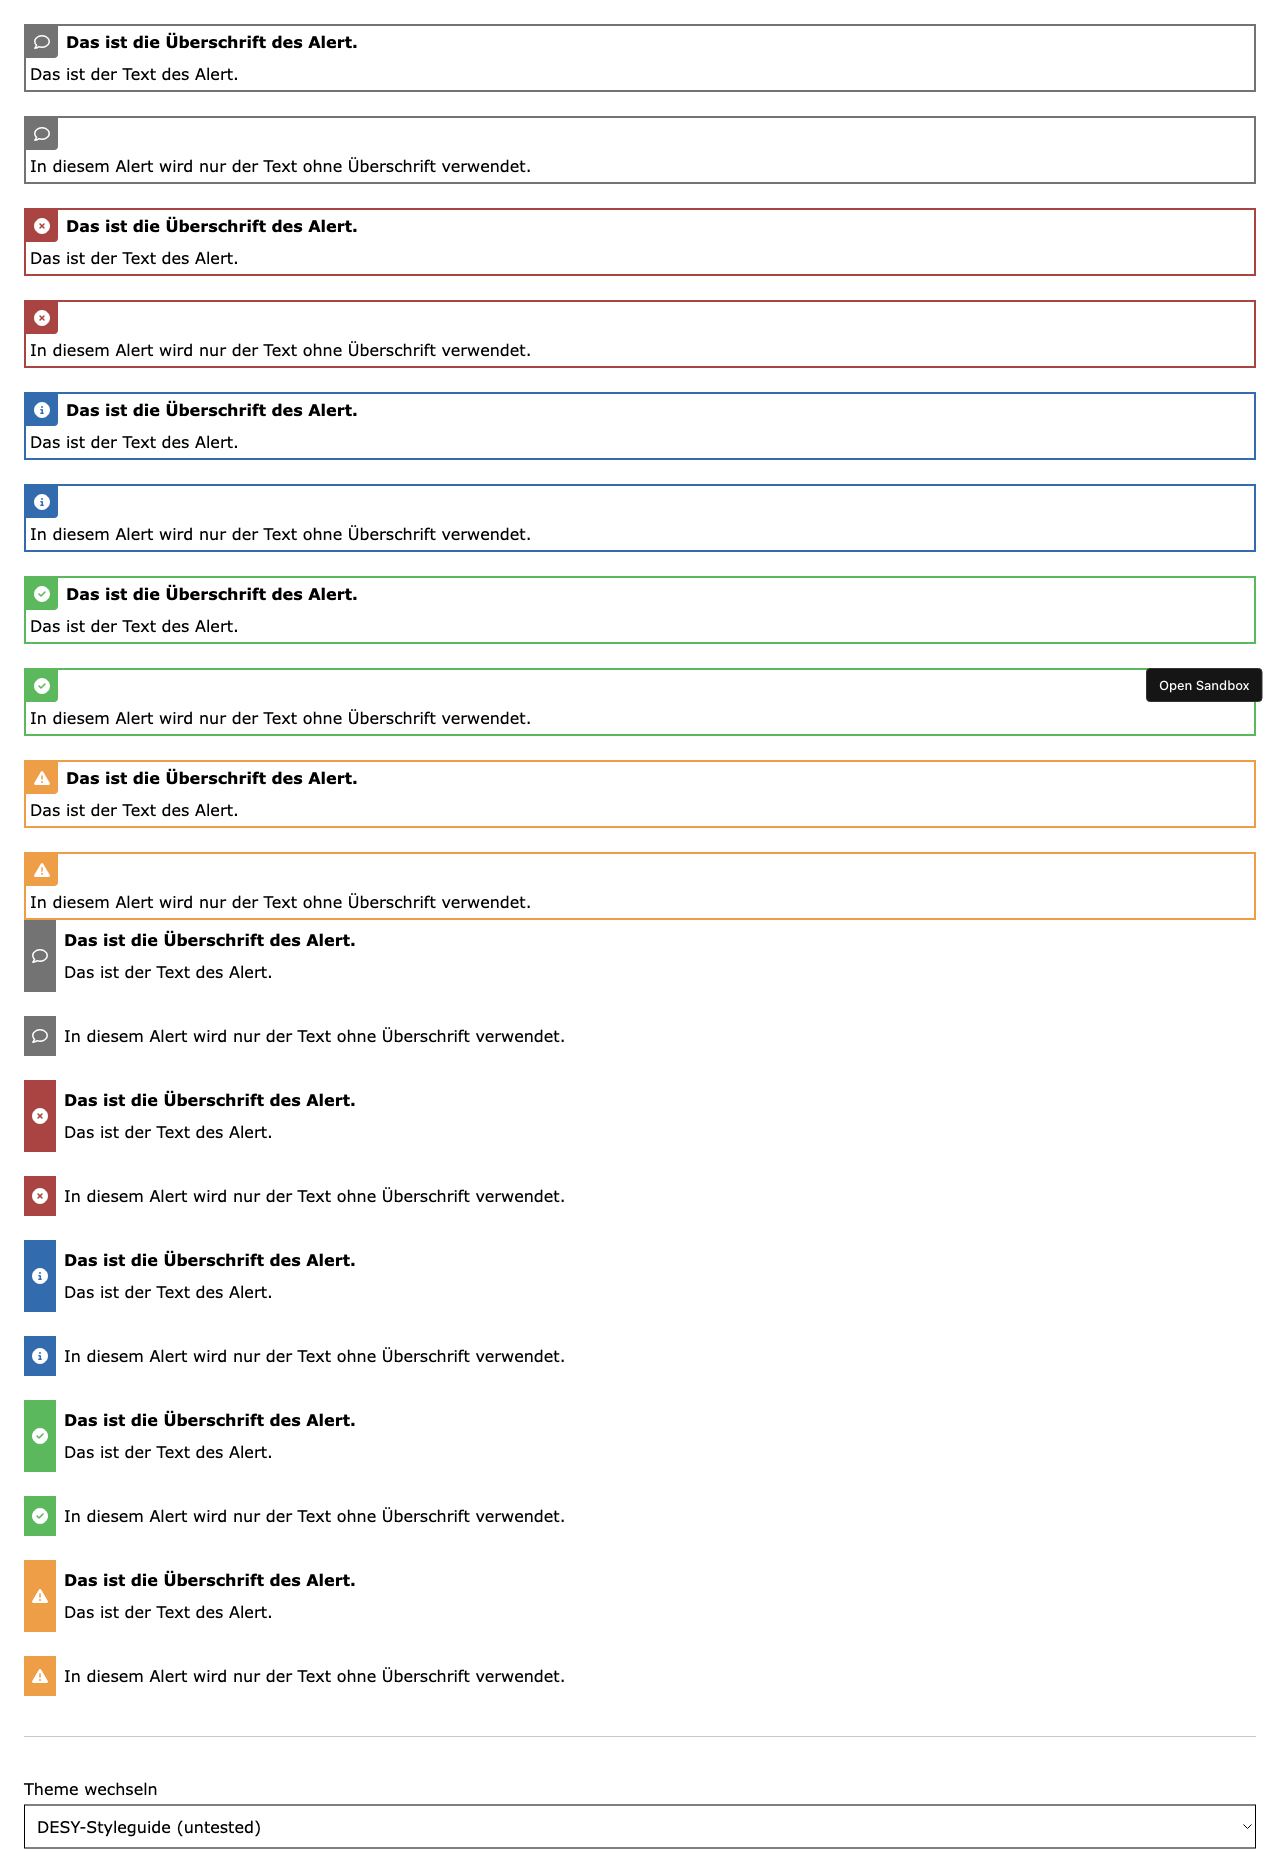 Das ist die Überschrift des Alert.
Das ist der Text des Alert.
In diesem Alert wird nur der Text ohne Überschrift verwendet.
Das ist die Überschrift des Alert.
Das ist der Text des Alert.
In diesem Alert wird nur der Text ohne Überschrift verwendet.
Das ist die Überschrift des Alert.
Das ist der Text des Alert.
In diesem Alert wird nur der Text ohne Überschrift verwendet.
Das ist die Überschrift des Alert.
Das ist der Text des Alert.
Open Sandbox
In diesem Alert wird nur der Text ohne Überschrift verwendet.
Das ist die Überschrift des Alert.
Das ist der Text des Alert.
In diesem Alert wird nur der Text ohne Überschrift verwendet.
Das ist die Überschrift des Alert.
Das ist der Text des Alert.
In diesem Alert wird nur der Text ohne Überschrift verwendet.
Das ist die Überschrift des Alert.
Das ist der Text des Alert.
In diesem Alert wird nur der Text ohne Überschrift verwendet.
Das ist die Überschrift des Alert.
Das ist der Text des Alert.
In diesem Alert wird nur der Text ohne Überschrift verwendet.
Das ist die Überschrift des Alert.
Das ist der Text des Alert.
In diesem Alert wird nur der Text ohne Überschrift verwendet.
Das ist die Überschrift des Alert.
Das ist der Text des Alert.
In diesem Alert wird nur der Text ohne Überschrift verwendet.
Theme wechseln
DESY-Styleguide (untested)